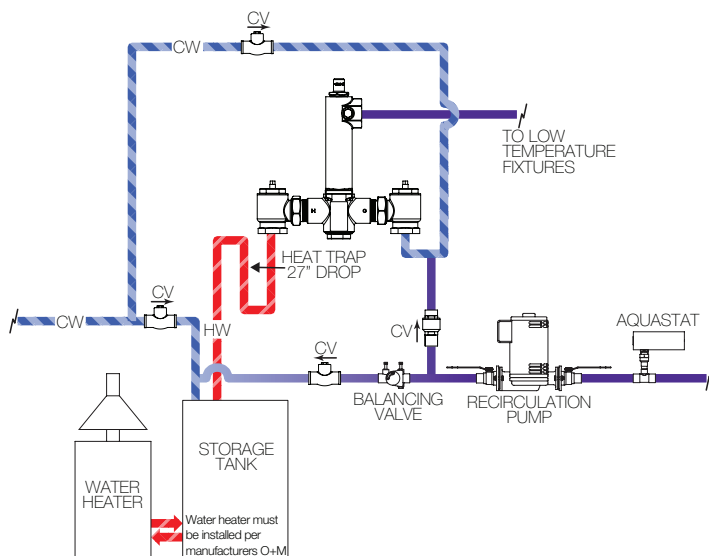 CV
CW
TO LOW
TEMPERATURE
FIXTURES
H
C
HEAT TRAP
27" DROP
CV
CW
HW
CV
CV
AQUASTAT
BALANCING
VALVE
RECIRCULATION
PUMP
STORAGE
TANK
WATER
HEATER
Water heater must
be installed per
manufacturers O+M